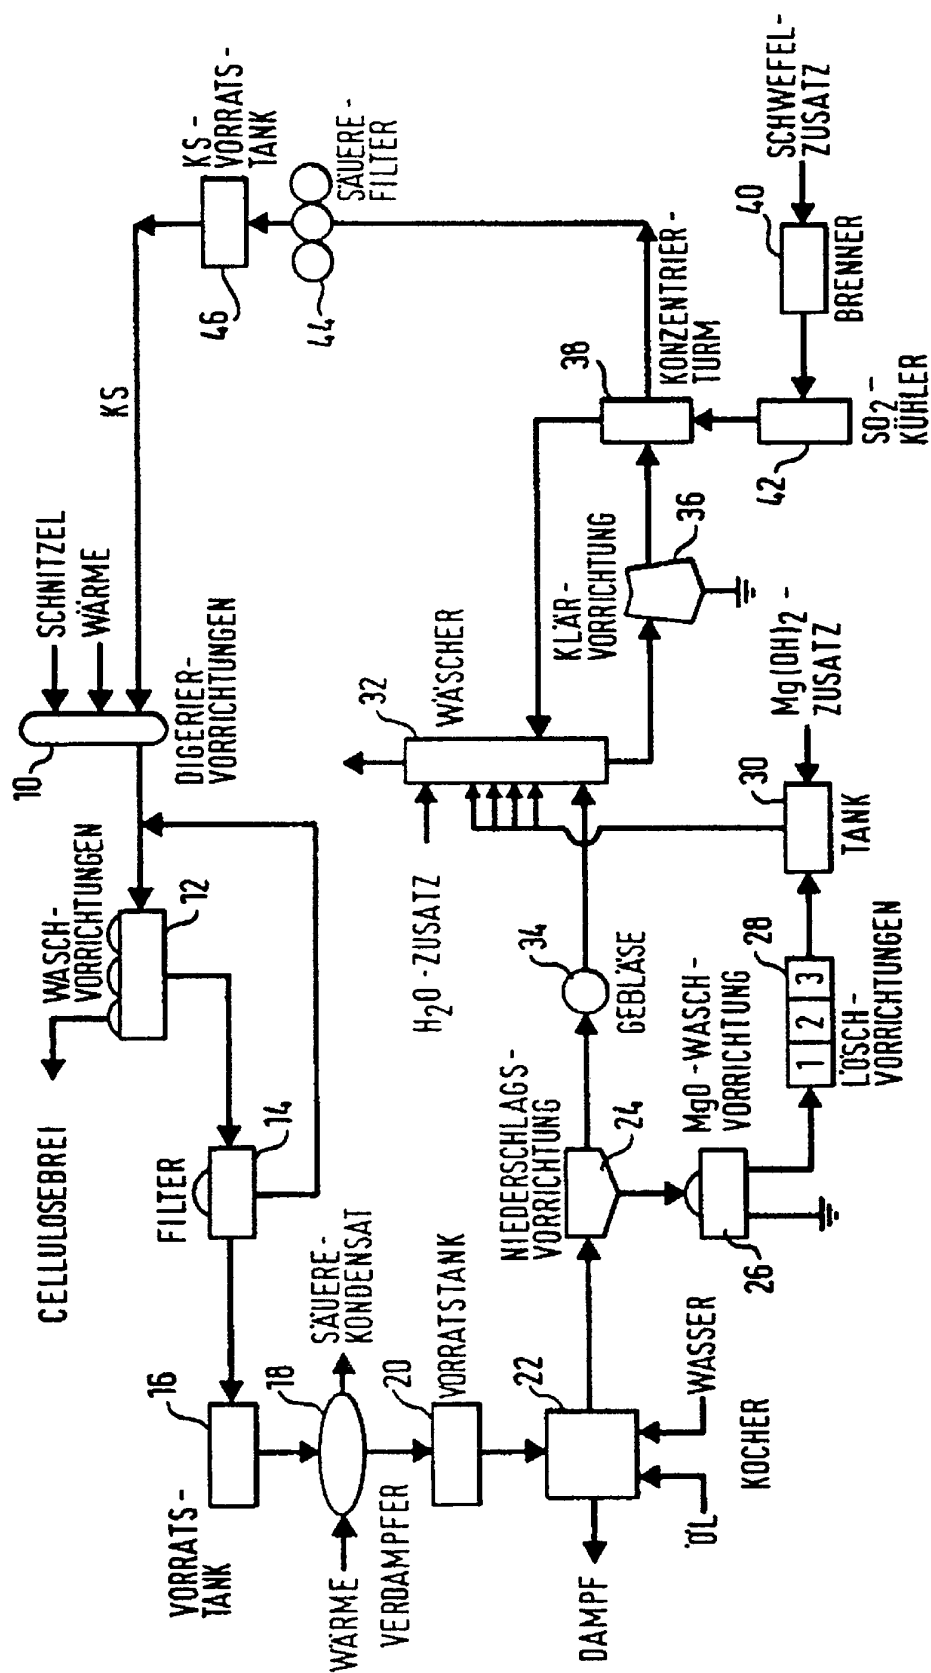 SCHNITZEL
WÄRME
KS
KS-
VORRATS-
TANK
46
SÄUERE-
FILTER
44
10
DIGERIER-
VORRICHTUNGEN
WASCH-
VORRICHTUNGEN
12
CELLULOSEBREI
FILTER
14
16
VORRATS-
TANK
18
SÄUERE-
KONDENSAT
WÄRME
VERDAMPFER
20
VORRATSTANK
22
DAMPF
ÖL
WASSER
KOCHER
NIEDERSCHLAGS-
VORRICHTUNG
24
34
GEBLÄSE
H2O-ZUSATZ
32
WÄSCHER
KLÄR-
VORRICHTUNG
36
38
KONZENTRIER-
TURM
26
MgO-WASCH-
VORRICHTUNG
28
1 2 3
LÖSCH-
VORRICHTUNGEN
30
TANK
Mg(OH)2-
ZUSATZ
42
SO2-
KÜHLER
40
BRENNER
SCHWEFEL-
ZUSATZ